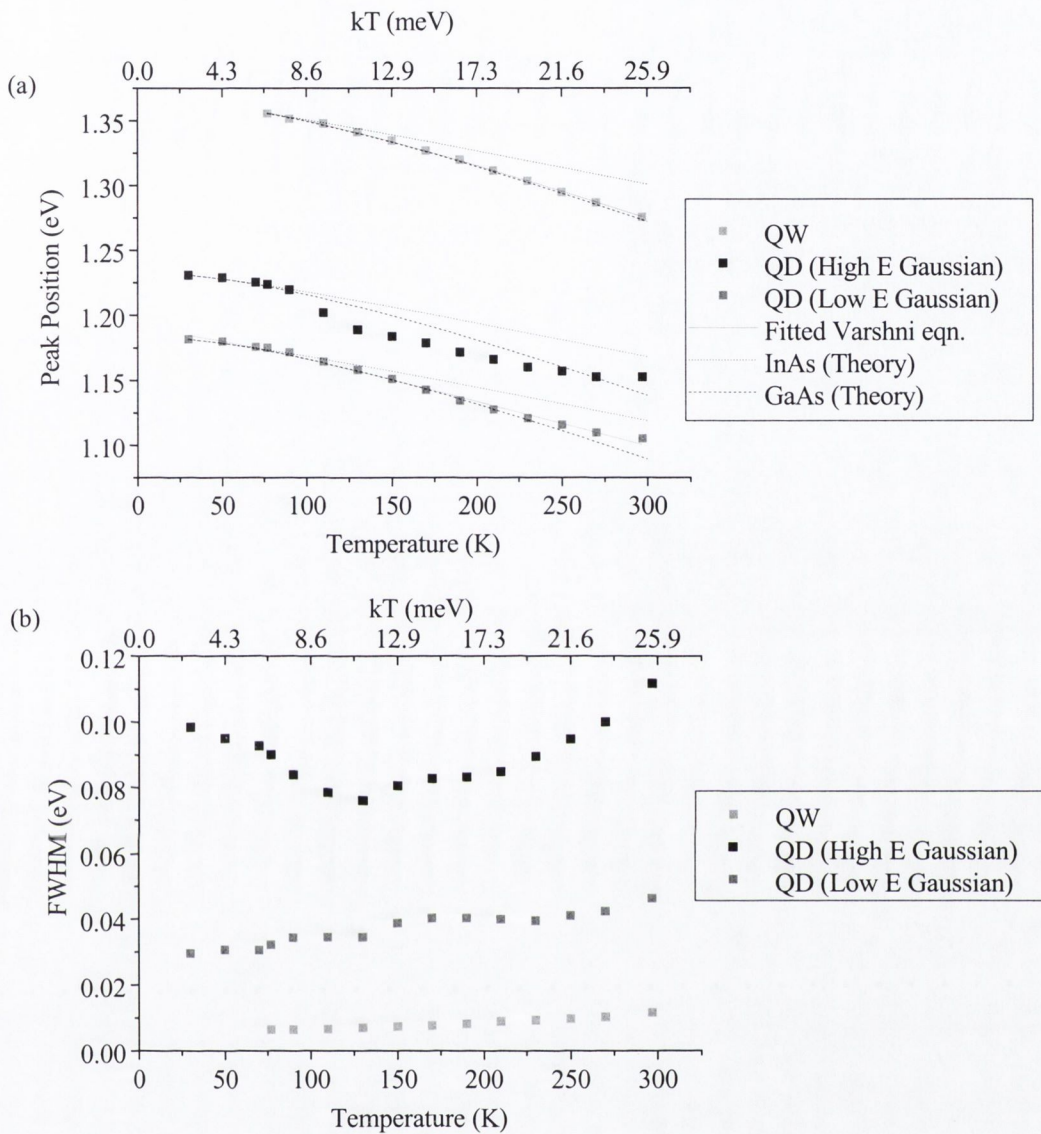 kT (meV)
0.0 4.3 8.6 12.9 17.3 21.6 25.9
(a)
1.35
1.30
1.25
1.20
1.15
1.10
Peak Position (eV)
0 50 100 150 200 250 300
Temperature (K)
QW
QD (High E Gaussian)
QD (Low E Gaussian)
Fitted Varshni eqn.
InAs (Theory)
GaAs (Theory)
(b)
kT (meV)
0.0 4.3 8.6 12.9 17.3 21.6 25.9
0.12
0.10
0.08
0.06
0.04
0.02
0.00
FWHM (eV)
0 50 100 150 200 250 300
Temperature (K)
QW
QD (High E Gaussian)
QD (Low E Gaussian)